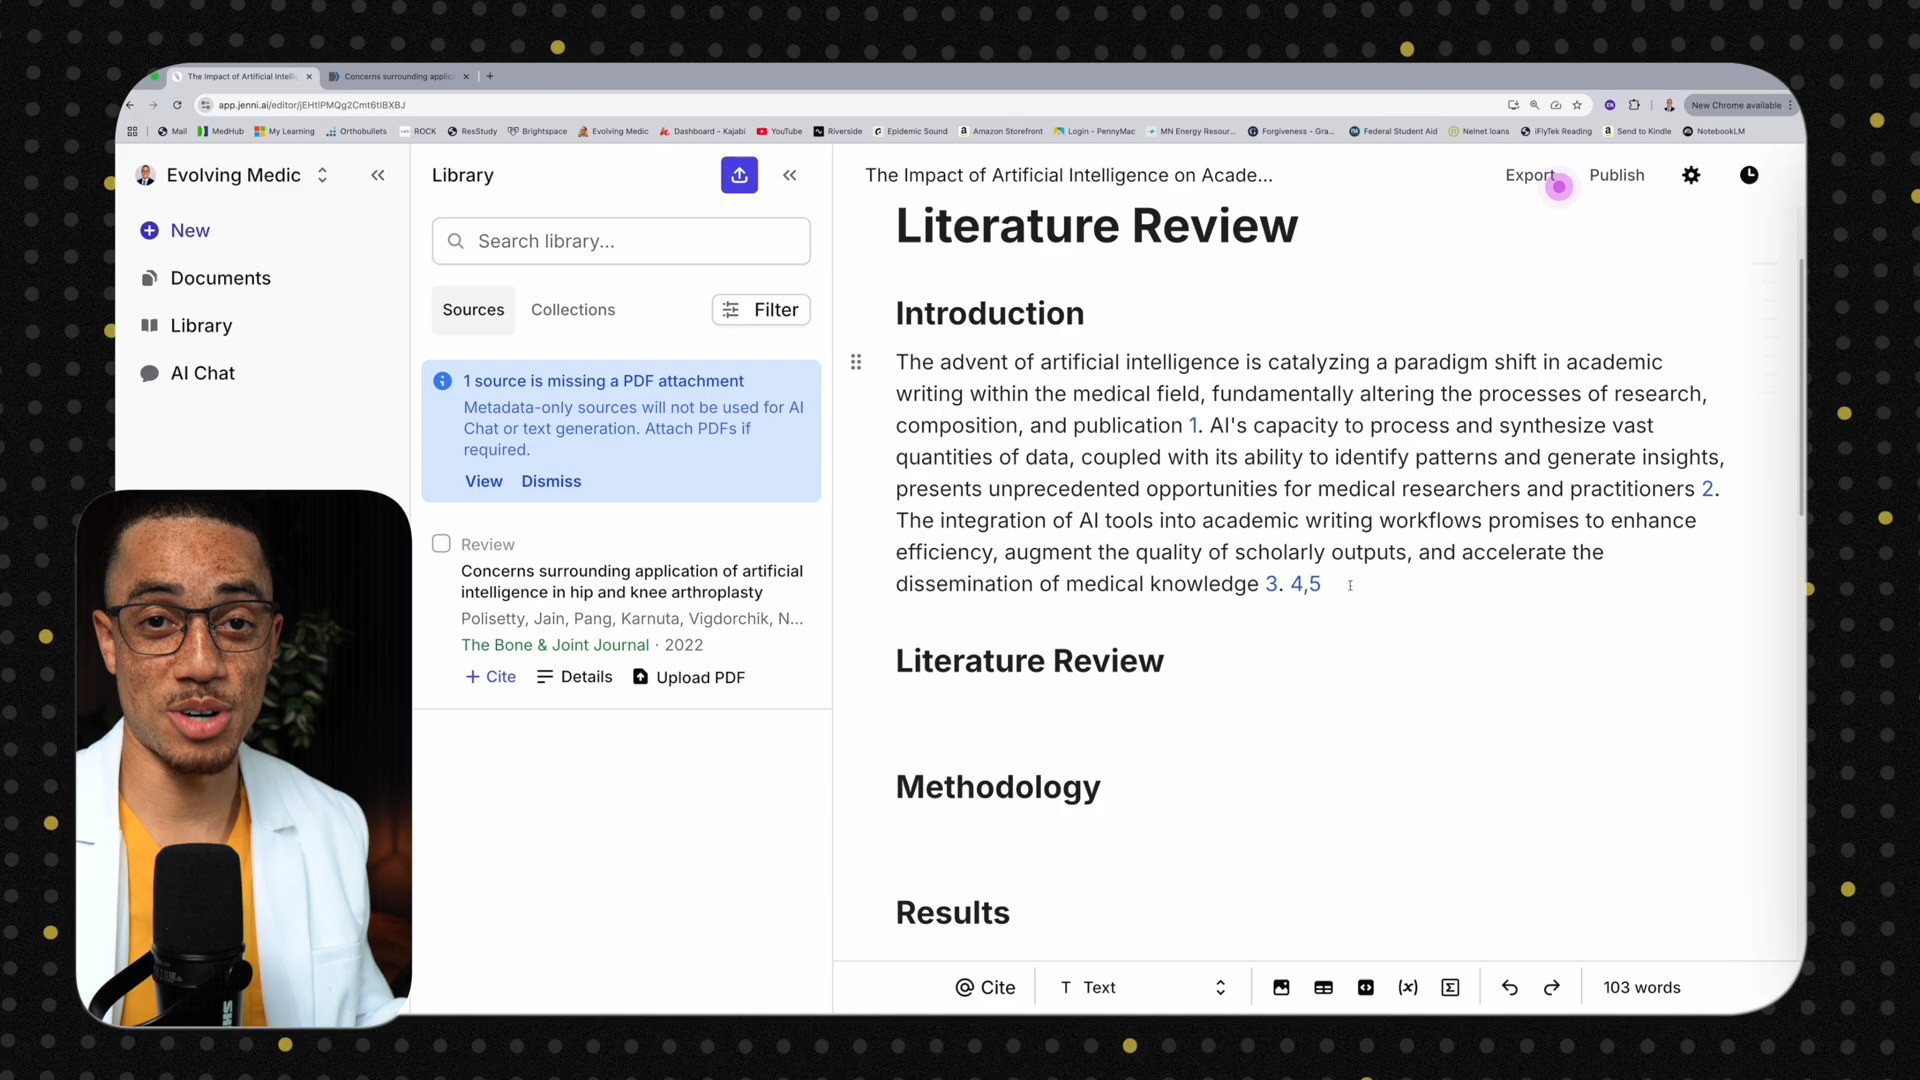 The Impact of Artificial Intelli
Concerns surrounding applic
app.jenni.ai/editor/jEHtIPMQg2Cmt6tIBXBJ
New Chrome available
Mail
MedHub
My Learning
Orthobullets
ROCK
ResStudy
Brightspace
Evolving Medic
Dashboard - Kajabi
YouTube
Riverside
Epidemic Sound
Amazon Storefront
Login - PennyMac
MN Energy Resour...
Forgiveness - Gra...
Federal Student Aid
Nelnet loans
iFlyTek Reading
Send to Kindle
NotebookLM
Evolving Medic
New
Documents
Library
AI Chat
Library
Search library...
Sources
Collections
Filter
1 source is missing a PDF attachment
Metadata-only sources will not be used for AI
Chat or text generation. Attach PDFs if
required.
View Dismiss
Review
Concerns surrounding application of artificial
intelligence in hip and knee arthroplasty
Polisetty, Jain, Pang, Karnuta, Vigdorchik, N...
The Bone & Joint Journal · 2022
+ Cite
Details
Upload PDF
The Impact of Artificial Intelligence on Acade...
Export
Publish
Literature Review
Introduction
The advent of artificial intelligence is catalyzing a paradigm shift in academic
writing within the medical field, fundamentally altering the processes of research,
composition, and publication 1. AI's capacity to process and synthesize vast
quantities of data, coupled with its ability to identify patterns and generate insights,
presents unprecedented opportunities for medical researchers and practitioners 2.
The integration of AI tools into academic writing workflows promises to enhance
efficiency, augment the quality of scholarly outputs, and accelerate the
dissemination of medical knowledge 3. 4,5
Literature Review
Methodology
Results
@ Cite
T Text
(x)
Σ
103 words
SH